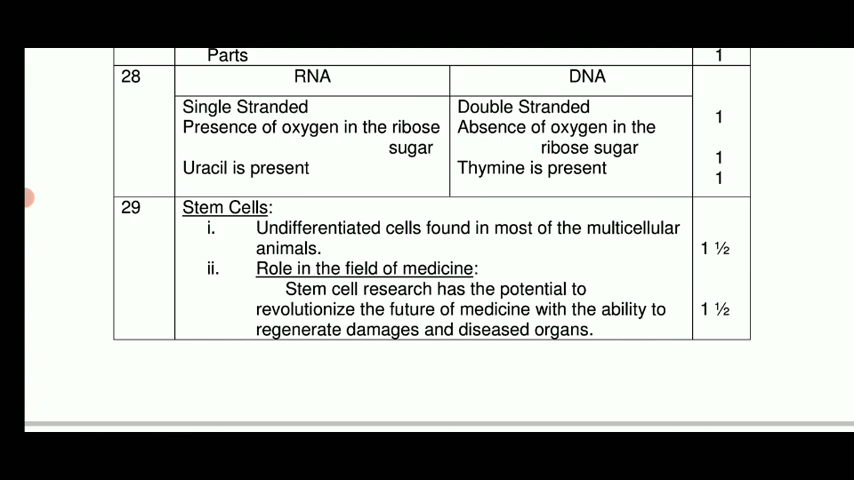 Parts 1
28 RNA DNA
Single Stranded Double Stranded
Presence of oxygen in the ribose Absence of oxygen in the 1
sugar ribose sugar
Uracil is present Thymine is present 1
1
29 Stem Cells:
i. Undifferentiated cells found in most of the multicellular
animals. 1 ½
ii. Role in the field of medicine:
Stem cell research has the potential to
revolutionize the future of medicine with the ability to 1 ½
regenerate damages and diseased organs.